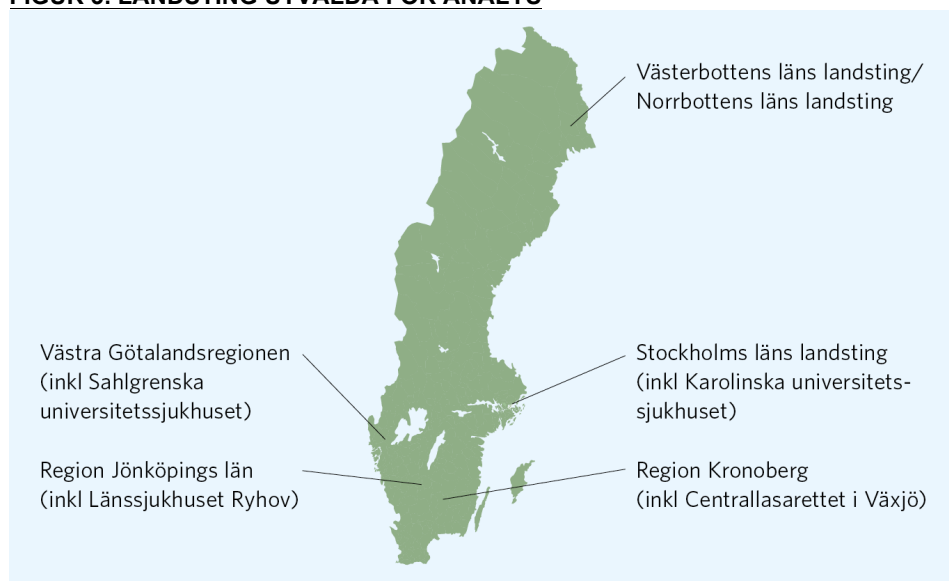 Västerbottens läns landsting/
Norrbottens läns landsting
Västra Götalandsregionen
(inkl Sahlgrenska
universitetssjukhuset)
Stockholms läns landsting
(inkl Karolinska universitets-
sjukhuset)
Region Jönköpings län
(inkl Länssjukhuset Ryhov)
Region Kronoberg
(inkl Centrallasarettet i Växjö)